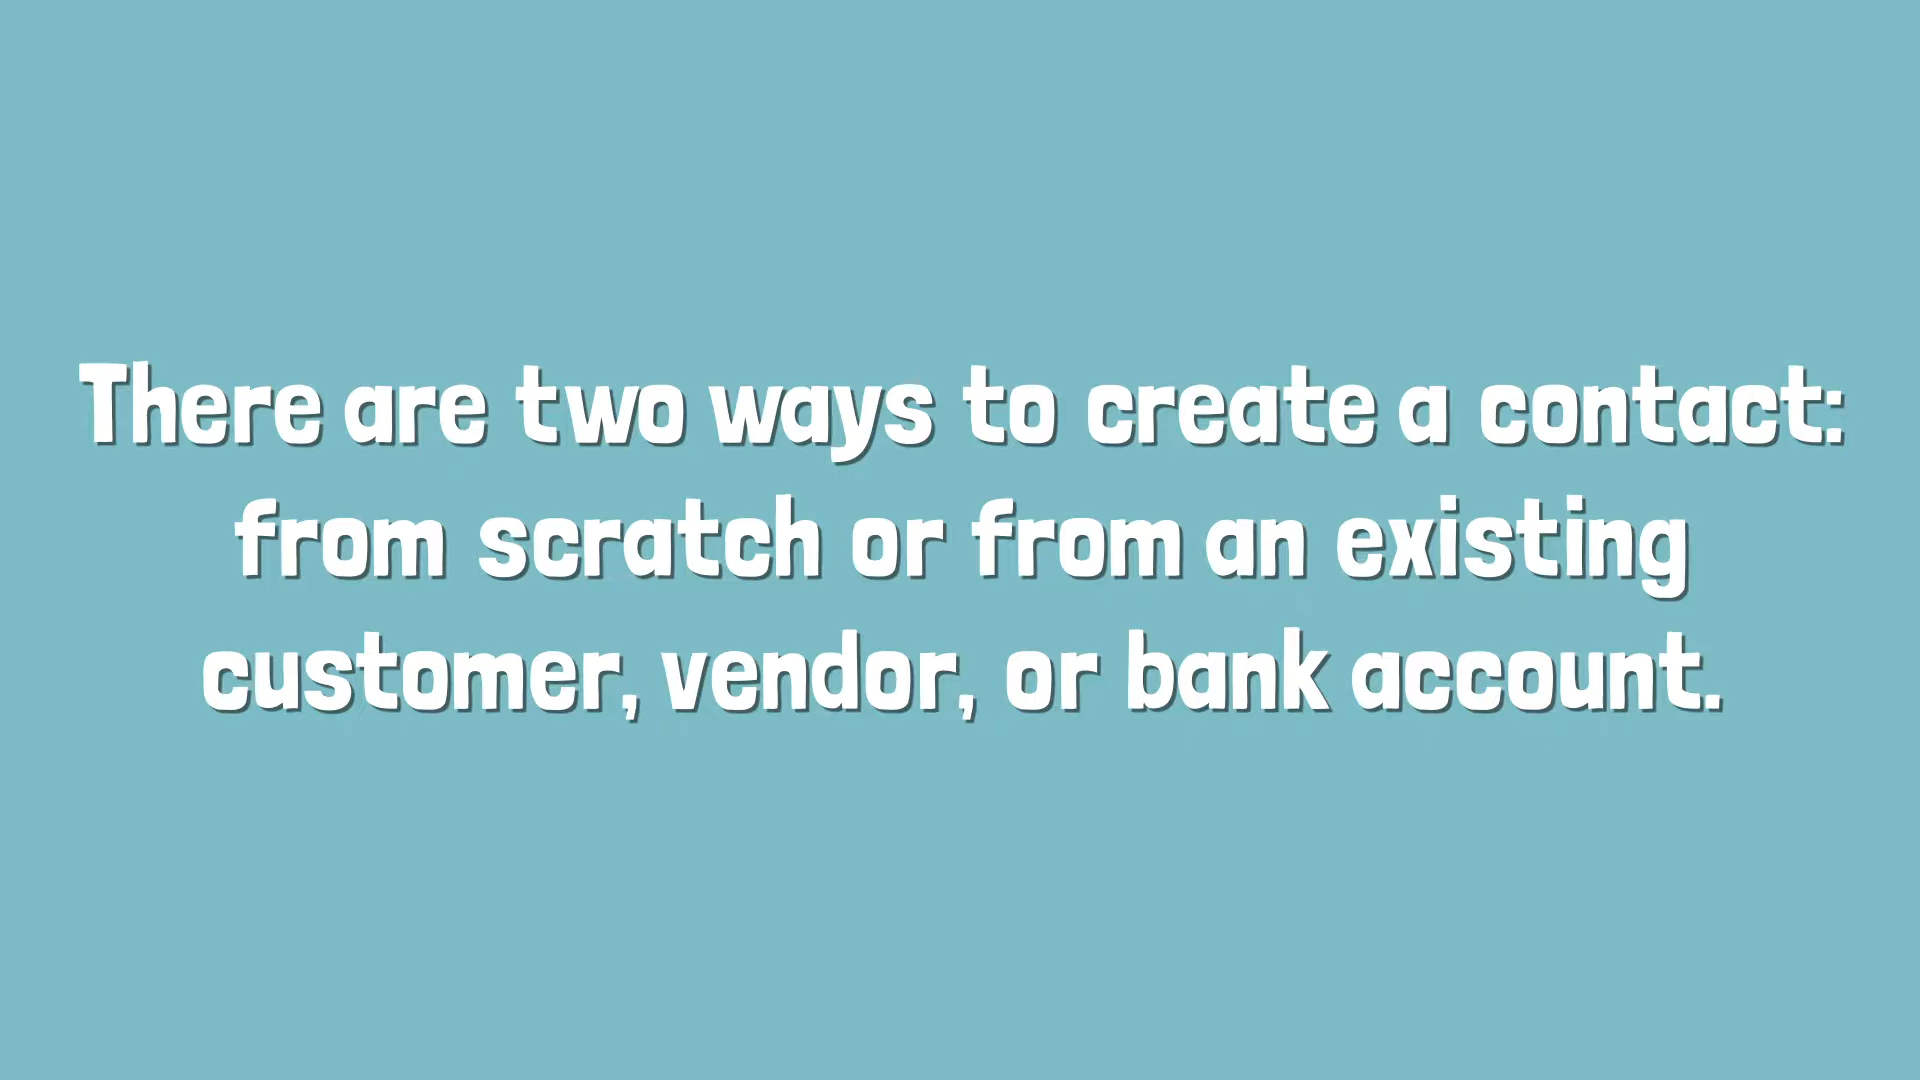 There are two ways to create a contact:
from scratch or from an existing
customer, vendor, or bank account.